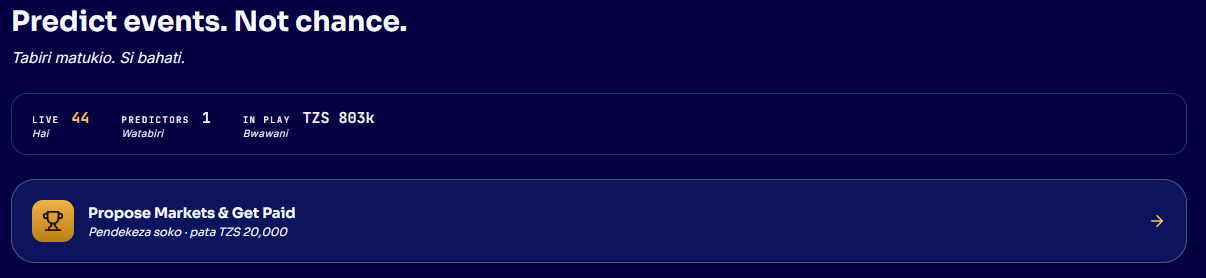 Predict events. Not chance.
Tabiri matukio. Si bahati.
LIVE 44 PREDICTORS 1 IN PLAY TZS 803k
Hai Watabiri Bwawani
Propose Markets & Get Paid
Pendekeza soko · pata TZS 20,000